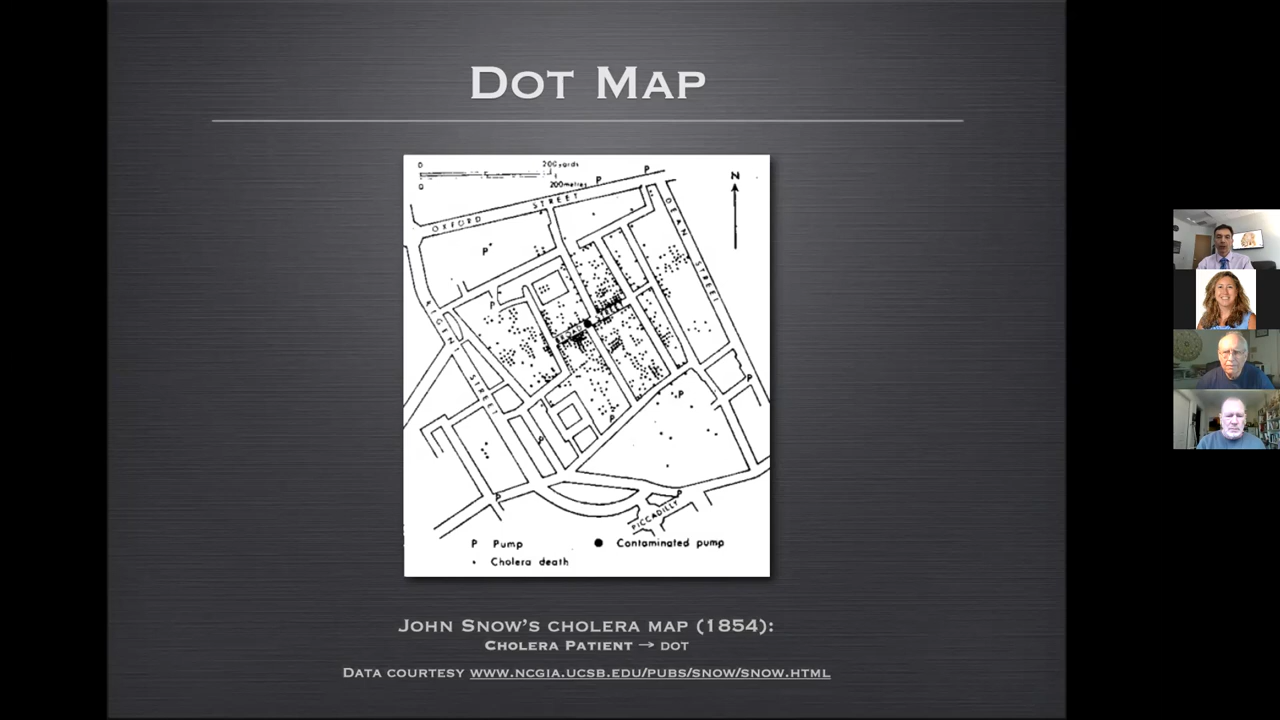 Dot Map
0 200 yards
0 200 metres
P P
N
OXFORD STREET
DEAN STREET
P
P
STREET
P
P
P
P
P
P
PICCADILLY
P Pump
Contaminated pump
Cholera death
John Snow's cholera map (1854):
Cholera Patient → dot
Data courtesy www.ncgia.ucsb.edu/pubs/snow/snow.html